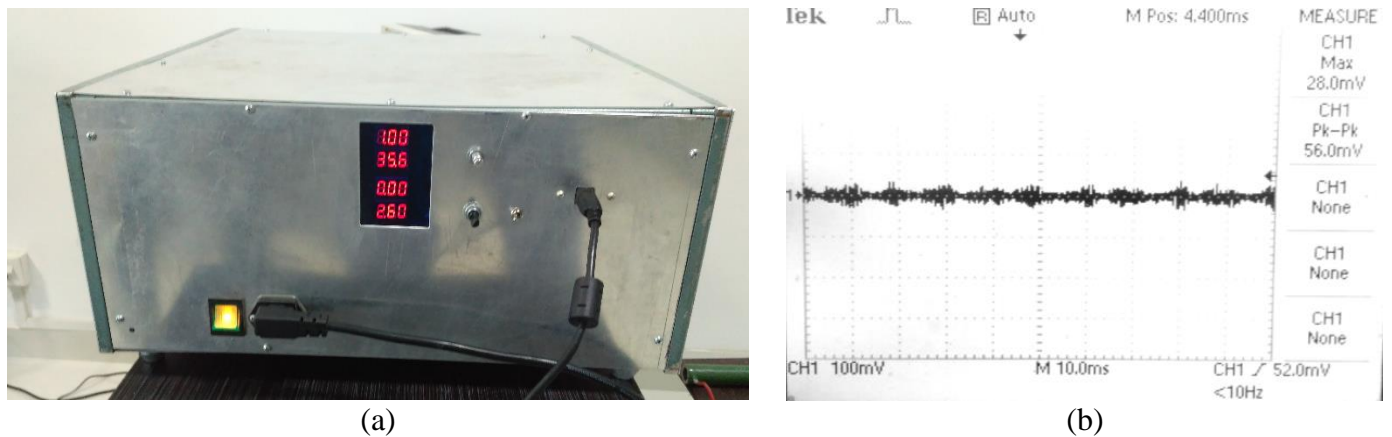 1.00
35.6
0.00
2.60
Tek
R Auto
M Pos: 4.400ms
MEASURE
CH1
Max
28.0mV
CH1
Pk-Pk
56.0mV
CH1
None
CH1
None
CH1
None
1
CH1 100mV
M 10.0ms
CH1 52.0mV
<10Hz
(a)
(b)